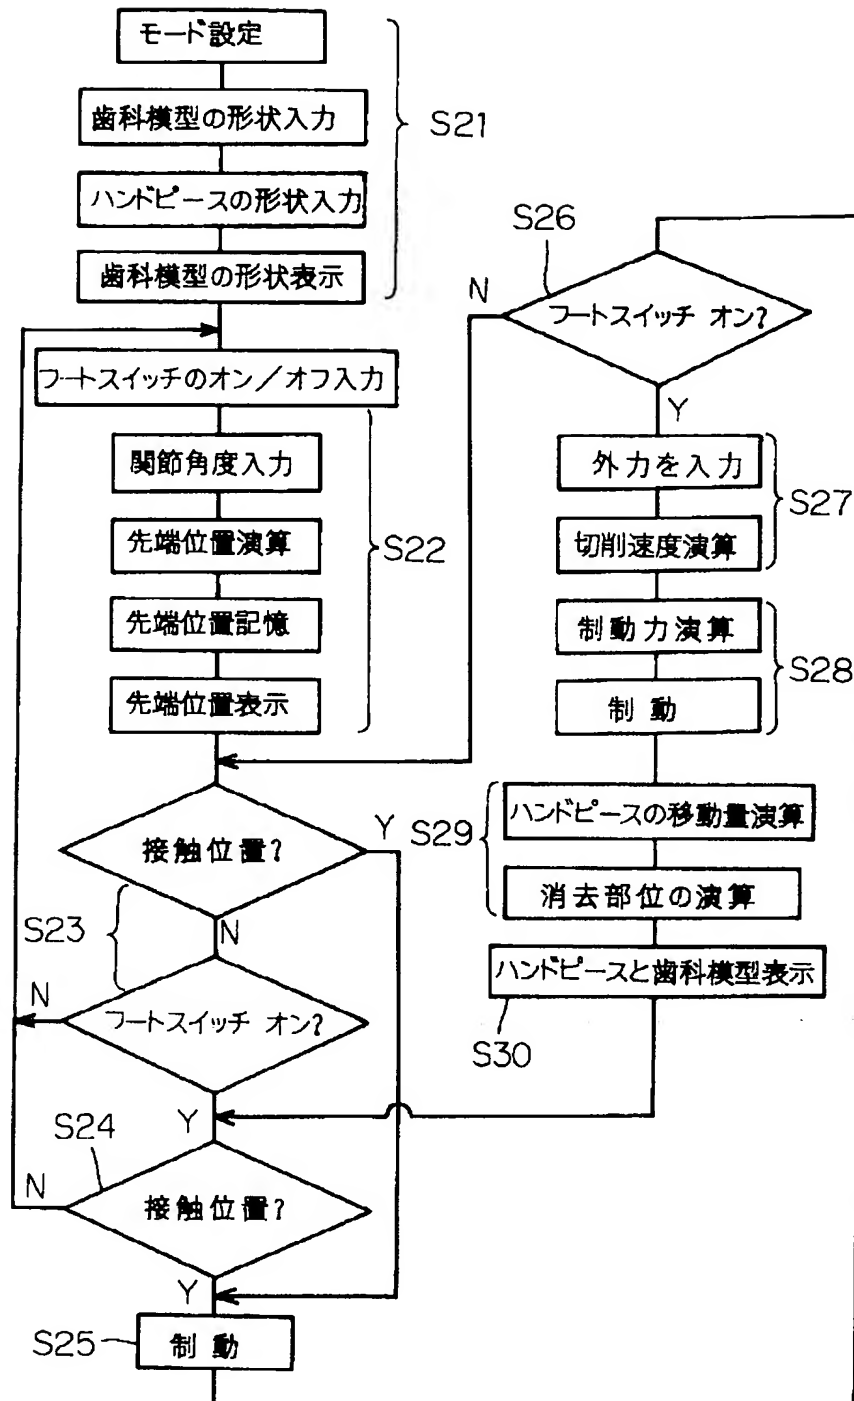 モード設定
歯科模型の形状入力
S21
ハンドピースの形状入力
歯科模型の形状表示
フートスイッチのオン/オフ入力
関節角度入力
先端位置演算
S22
先端位置記憶
先端位置表示
接触位置?
Y
S23
N
フートスイッチ オン?
N
Y
S24
接触位置?
N
Y
S25
制動
S26
フートスイッチ オン?
N
Y
外力を入力
S27
切削速度演算
制動力演算
S28
制動
ハンドピースの移動量演算
S29
消去部位の演算
ハンドピースと歯科模型表示
S30